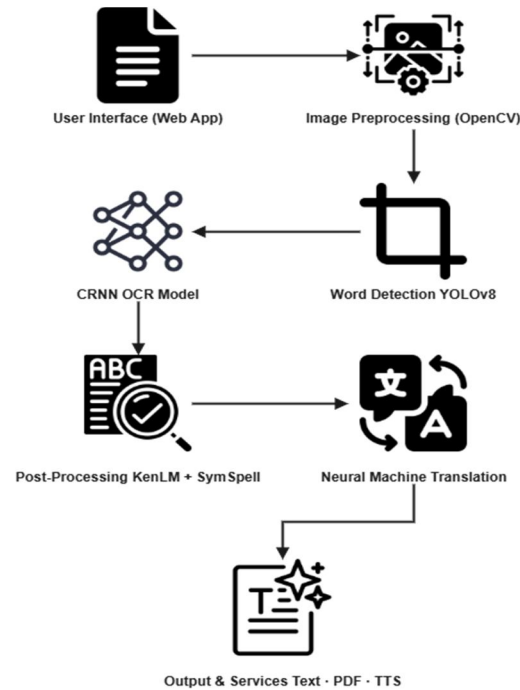 User Interface (Web App)
Image Preprocessing (OpenCV)
Word Detection YOLOv8
CRNN OCR Model
ABC
Post-Processing KenLM + SymSpell
文
A
Neural Machine Translation
T
Output & Services Text · PDF · TTS